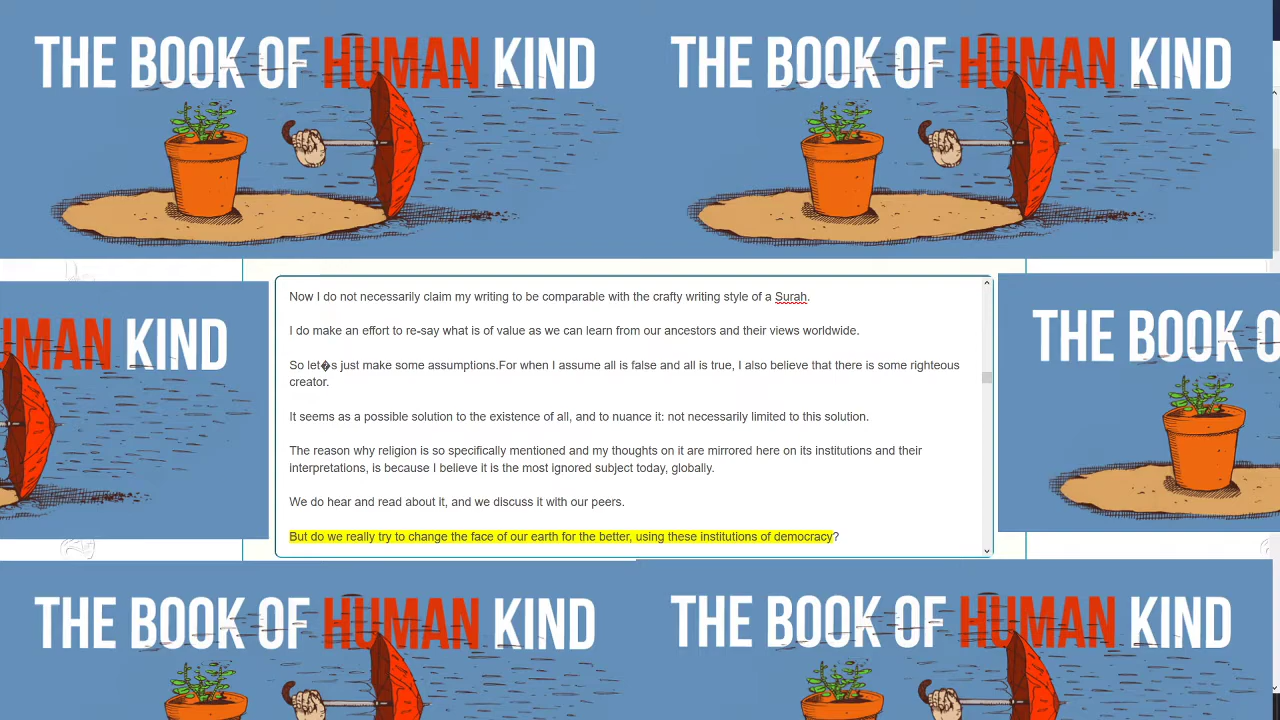 THE BOOK OF HUMAN KIND
THE BOOK OF HUMAN KIND
Now I do not necessarily claim my writing to be comparable with the crafty writing style of a Surah.
I do make an effort to re-say what is of value as we can learn from our ancestors and their views worldwide.
So let�s just make some assumptions.For when I assume all is false and all is true, I also believe that there is some righteous
creator.
It seems as a possible solution to the existence of all, and to nuance it: not necessarily limited to this solution.
The reason why religion is so specifically mentioned and my thoughts on it are mirrored here on its institutions and their
interpretations, is because I believe it is the most ignored subject today, globally.
We do hear and read about it, and we discuss it with our peers.
But do we really try to change the face of our earth for the better, using these institutions of democracy?
UMAN KIND
THE BOOK O
THE BOOK OF HUMAN KIND
THE BOOK OF HUMAN KIND